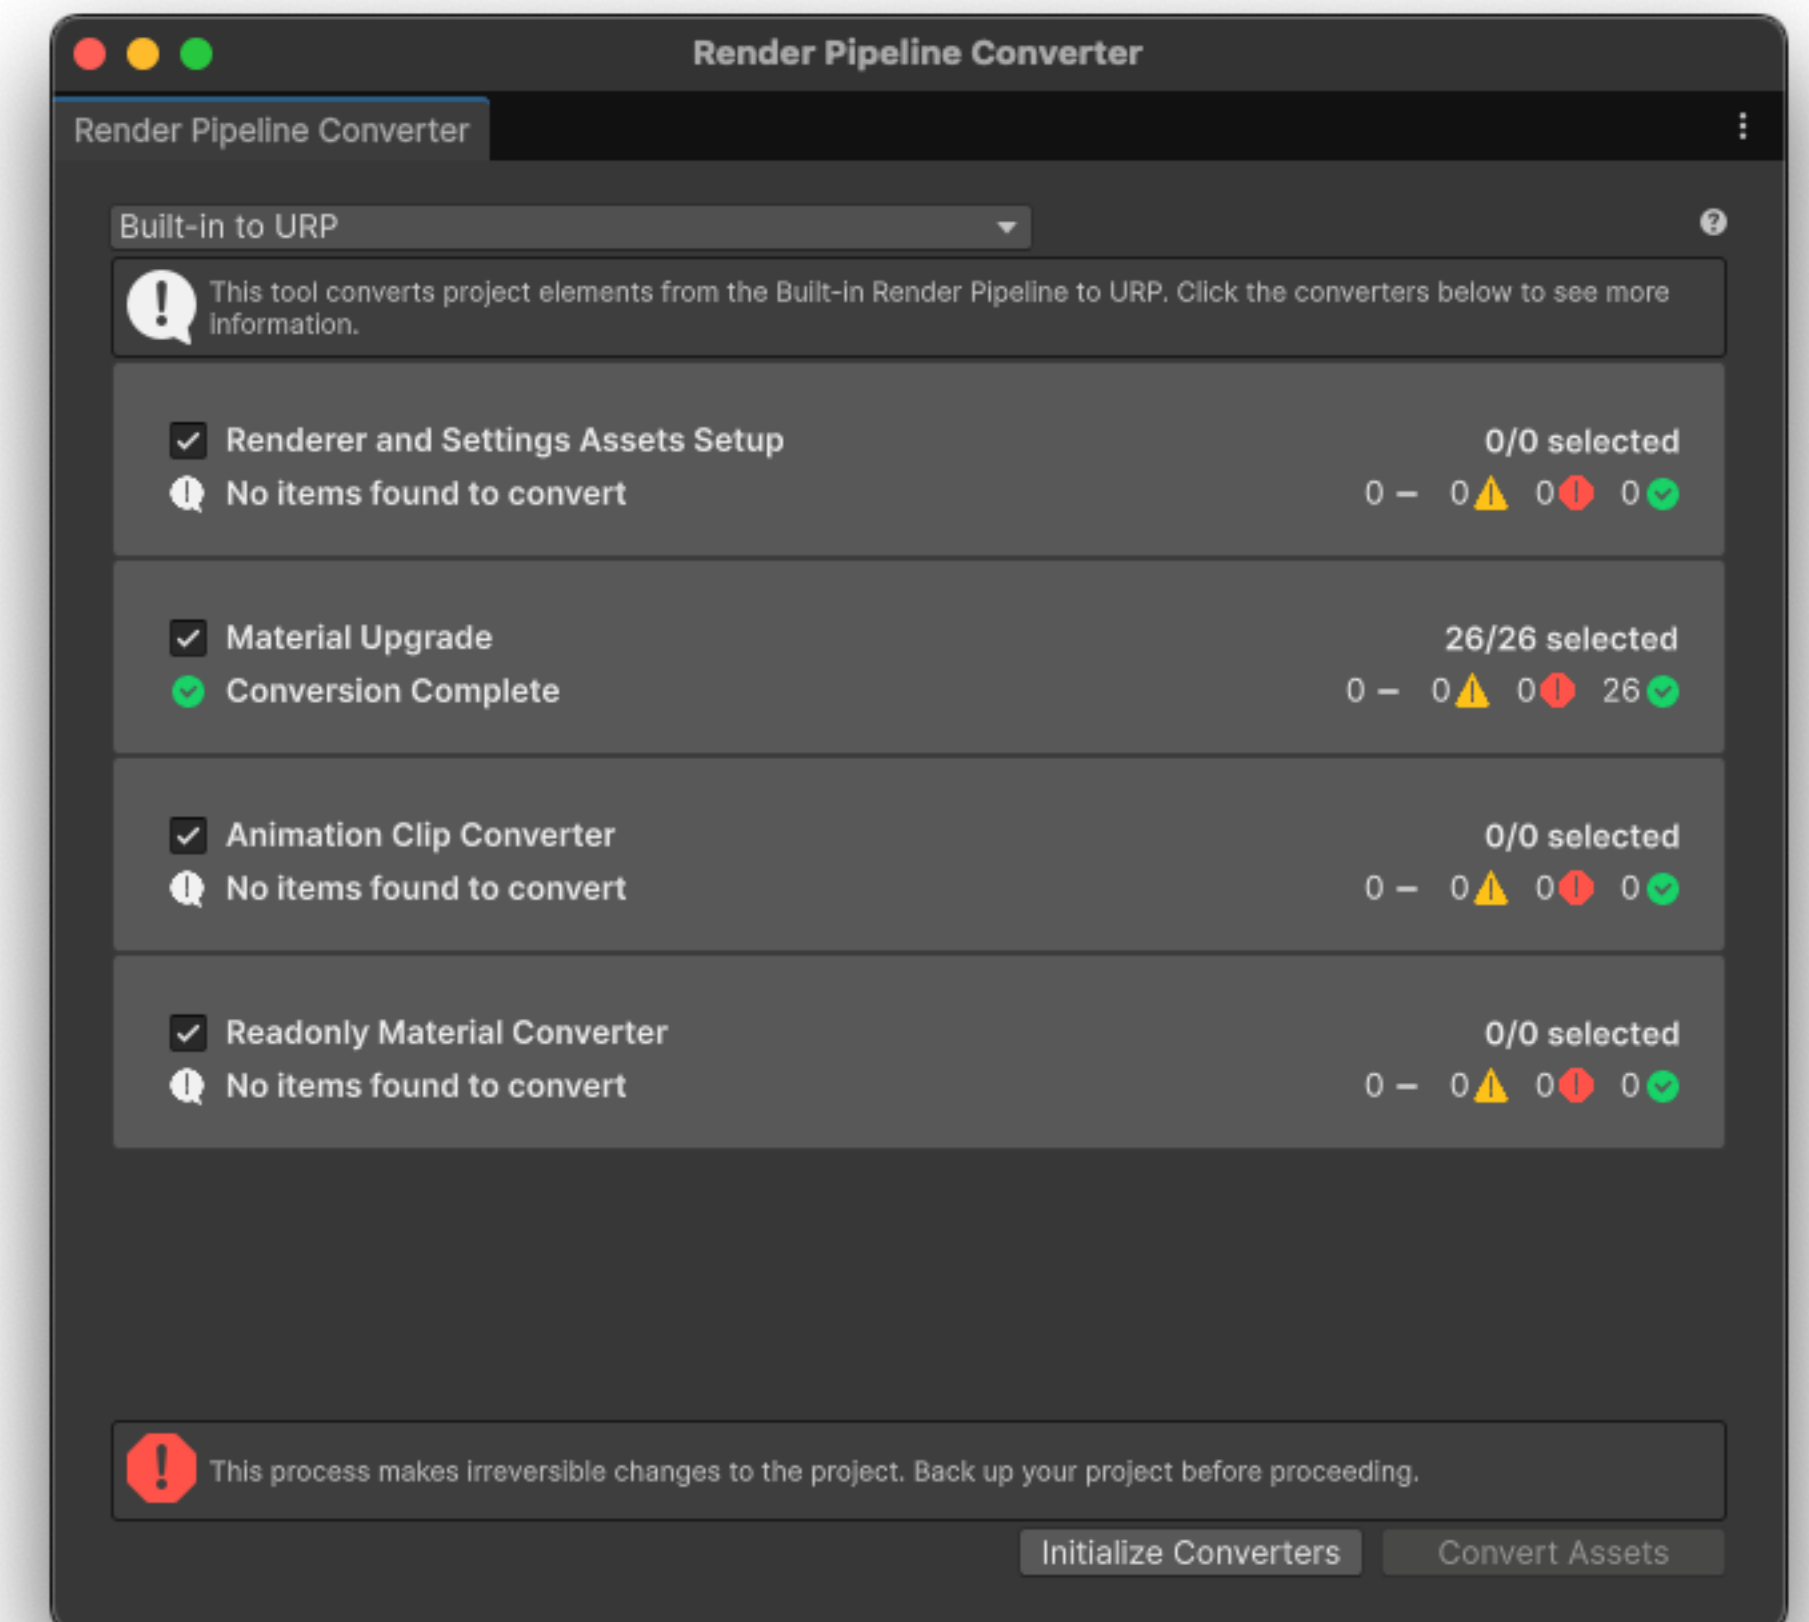 Render Pipeline Converter
Render Pipeline Converter
Built-in to URP
This tool converts project elements from the Built-in Render Pipeline to URP. Click the converters below to see more
information.
Renderer and Settings Assets Setup 0/0 selected
No items found to convert 0 0 0 0
Material Upgrade 26/26 selected
Conversion Complete 0 0 0 26
Animation Clip Converter 0/0 selected
No items found to convert 0 0 0 0
Readonly Material Converter 0/0 selected
No items found to convert 0 0 0 0
This process makes irreversible changes to the project. Back up your project before proceeding.
Initialize Converters Convert Assets